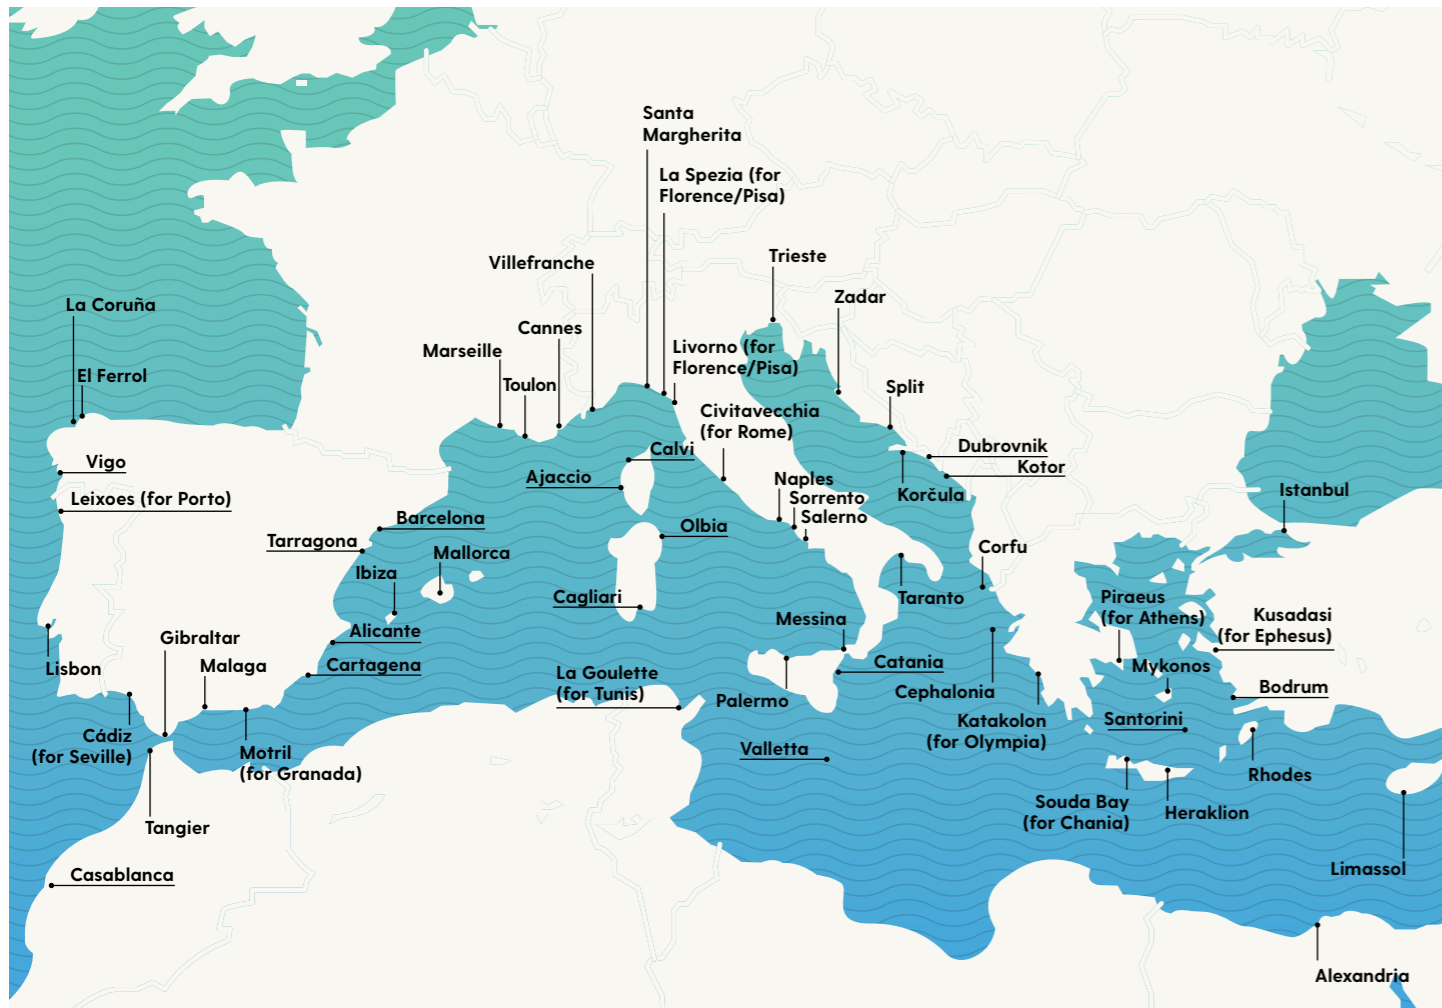 Santa
Margherita
La Spezia (for
Florence/Pisa)
Villefranche
Trieste
Zadar
La Coruña
Cannes
Marseille
Livorno (for
Florence/Pisa)
El Ferrol
Toulon
Split
Civitavecchia
(for Rome)
Dubrovnik
Calvi
Vigo
Kotor
Ajaccio
Naples
Istanbul
Leixoes (for Porto)
Sorrento
Korčula
Barcelona
Salerno
Olbia
Tarragona
Mallorca
Corfu
Ibiza
Cagliari
Taranto
Piraeus
(for Athens)
Kusadasi
(for Ephesus)
Messina
Alicante
Gibraltar
Lisbon
Malaga
Cartagena
Catania
Mykonos
La Goulette
(for Tunis)
Bodrum
Palermo
Cephalonia
Cádiz
(for Seville)
Katakolon
(for Olympia)
Santorini
Motril
(for Granada)
Valletta
Rhodes
Souda Bay
(for Chania)
Heraklion
Tangier
Limassol
Casablanca
Alexandria